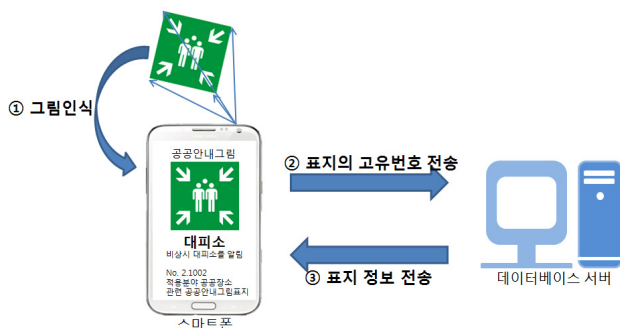 ① 그림인식
공공안내그림
대피소
비상시 대피소를 알림
No. 2.1002
적용분야 공공장소
관련 공공안내그림표지
스마트폰
② 표지의 고유번호 전송
③ 표지 정보 전송
데이터베이스 서버